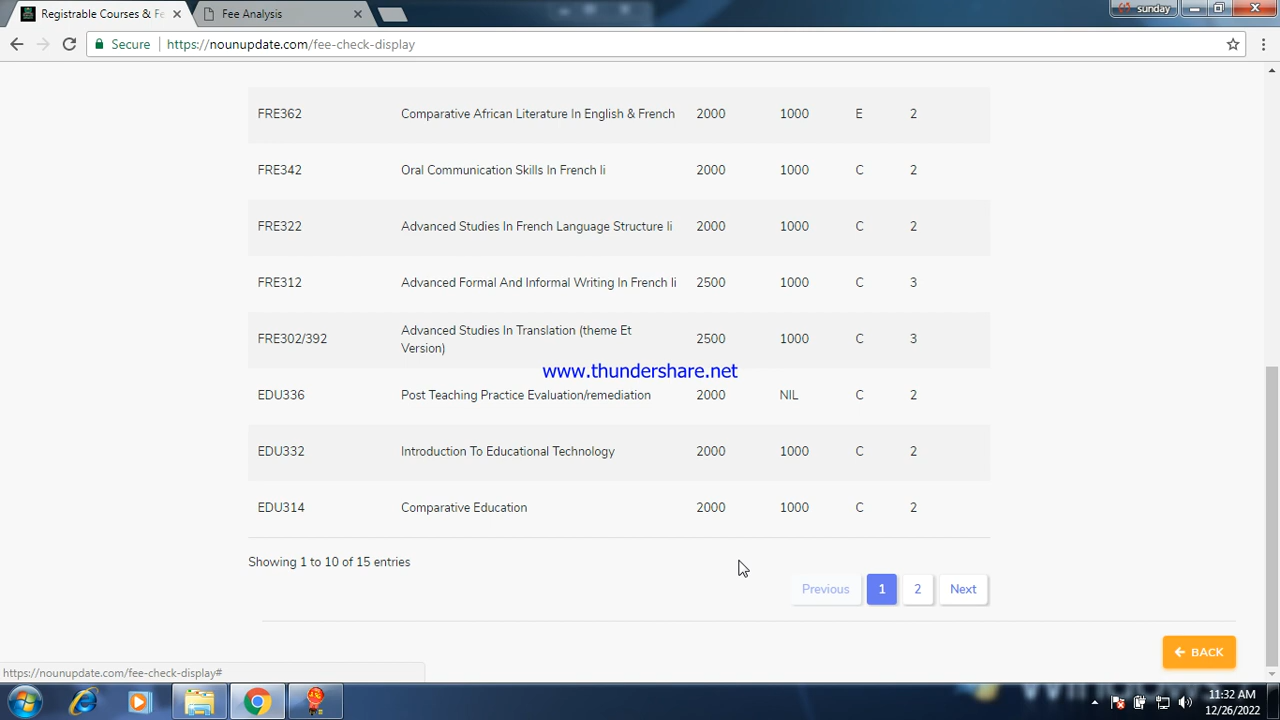 Registrable Courses & Fe
Fee Analysis
sunday
Secure
https://nounupdate.com/fee-check-display
FRE362 Comparative African Literature In English & French 2000 1000 E 2
FRE342 Oral Communication Skills In French Ii 2000 1000 C 2
FRE322 Advanced Studies In French Language Structure Ii 2000 1000 C 2
FRE312 Advanced Formal And Informal Writing In French Ii 2500 1000 C 3
FRE302/392 Advanced Studies In Translation (theme Et 2500 1000 C 3
Version)
www.thundershare.net
EDU336 Post Teaching Practice Evaluation/remediation 2000 NIL C 2
EDU332 Introduction To Educational Technology 2000 1000 C 2
EDU314 Comparative Education 2000 1000 C 2
Showing 1 to 10 of 15 entries
Previous 1 2 Next
BACK
https://nounupdate.com/fee-check-display#
11:32 AM
12/26/2022